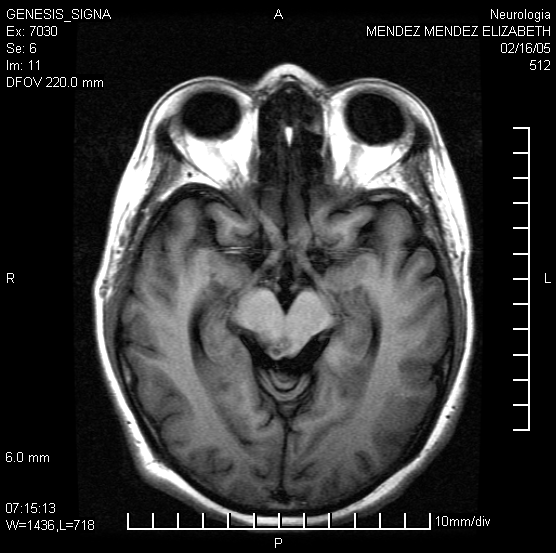 GENESIS_SIGNA
Ex: 7030
Se: 6
Im: 11
DFOV 220.0 mm
A
Neurologia
MENDEZ MENDEZ ELIZABETH
02/16/05
512
R
L
6.0 mm
07:15:13
W=1436,L=718
10mm/div
P